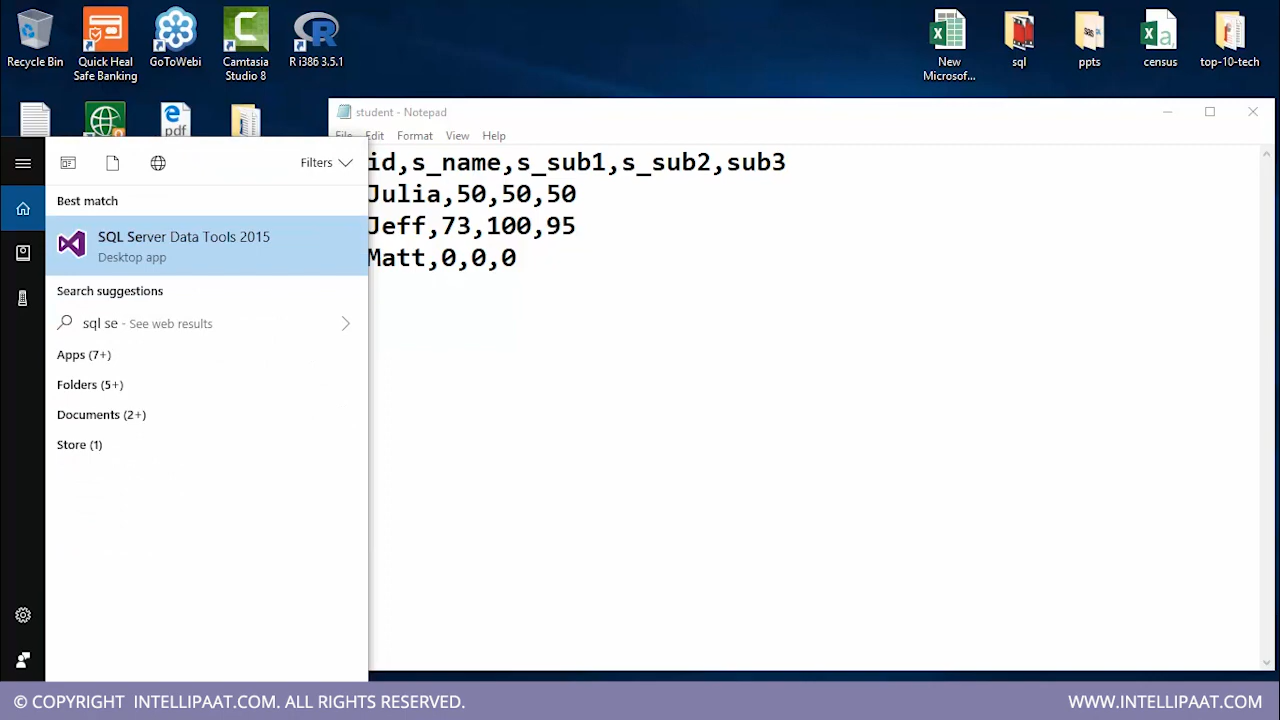 Recycle Bin
Quick Heal
Safe Banking
GoToWebi
Camtasia
Studio 8
R i386 3.5.1
New
Microsof...
sql
ppts
census
top-10-tech
pdf
student - Notepad
File Edit Format View Help
id,s_name,s_sub1,s_sub2,sub3
Julia,50,50,50
Jeff,73,100,95
Matt,0,0,0
Filters
Best match
SQL Server Data Tools 2015
Desktop app
Search suggestions
sql se - See web results
Apps (7+)
Folders (5+)
Documents (2+)
Store (1)
© COPYRIGHT INTELLIPAAT.COM. ALL RIGHTS RESERVED.
WWW.INTELLIPAAT.COM